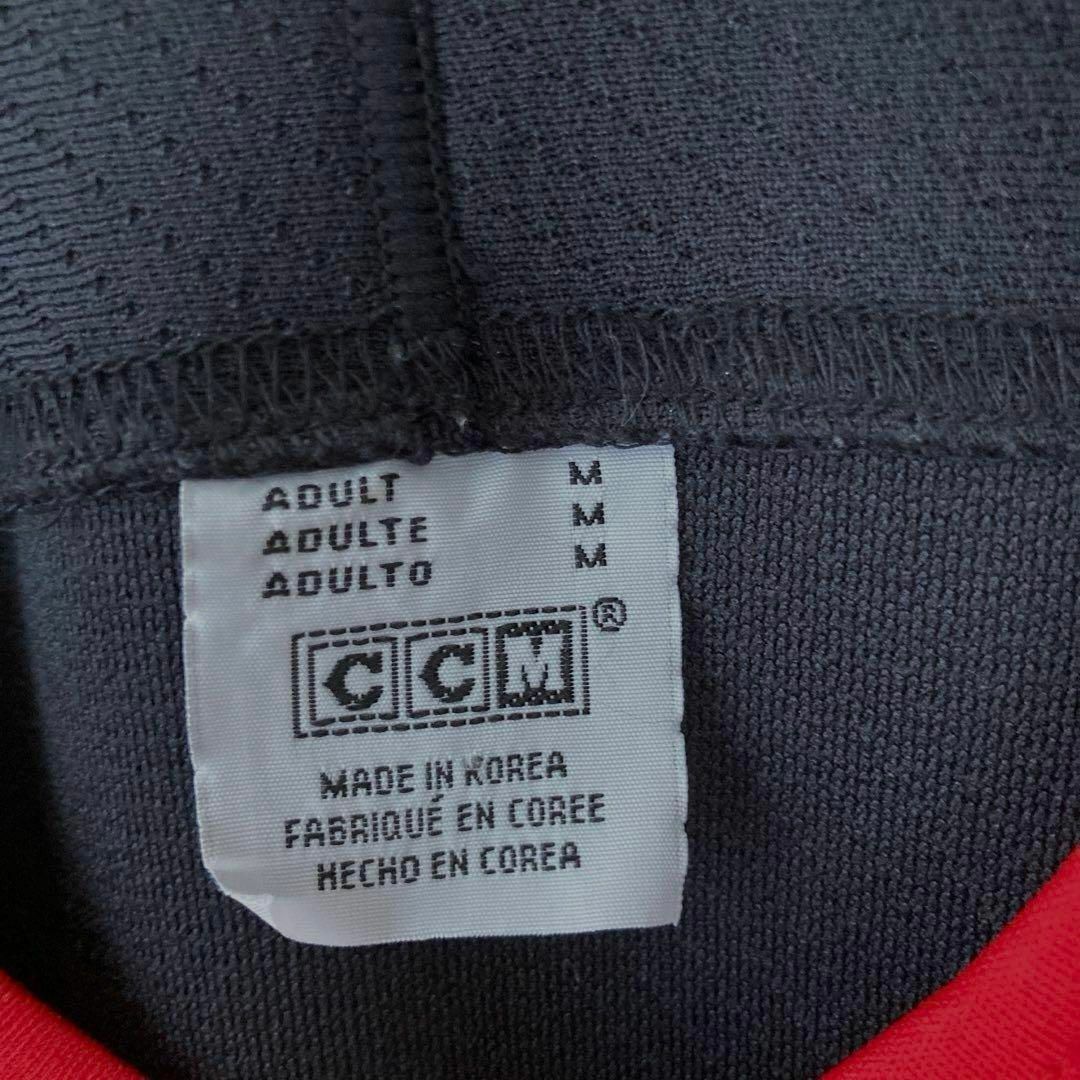 ADULT M
ADULTE M
ADULTO M
CCM®
MADE IN KOREA
FABRIQUÉ EN COREE
HECHO EN COREA